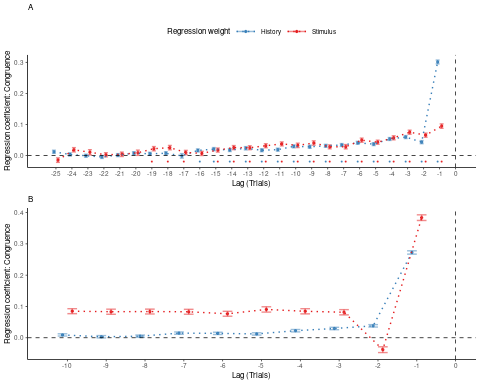 A
Regression weight History Stimulus
Regression coefficient: Congruence
0.3
0.2
0.1
0.0
-25 -24 -23 -22 -21 -20 -19 -18 -17 -16 -15 -14 -13 -12 -11 -10 -9 -8 -7 -6 -5 -4 -3 -2 -1 0
Lag (Trials)
B
Regression coefficient: Congruence
0.4
0.3
0.2
0.1
0.0
-10 -9 -8 -7 -6 -5 -4 -3 -2 -1 0
Lag (Trials)